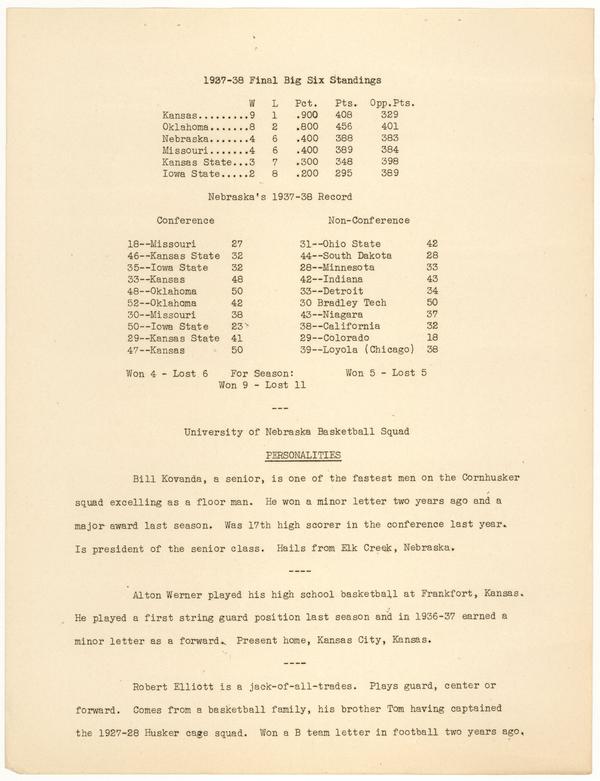 1937-38 Final Big Six Standings
W L Pct. Pts. Opp.Pts.
Kansas.........9 1 .900 408 329
Oklahoma.......8 2 .800 456 401
Nebraska.......4 6 .400 388 383
Missouri.......4 6 .400 389 384
Kansas State...3 7 .300 348 398
Iowa State.....2 8 .200 295 389
Nebraska's 1937-38 Record
Conference Non-Conference
18--Missouri 27 31--Ohio State 42
46--Kansas State 32 44--South Dakota 28
35--Iowa State 32 28--Minnesota 33
33--Kansas 48 42--Indiana 43
48--Oklahoma 50 33--Detroit 34
52--Oklahoma 42 30 Bradley Tech 50
30--Missouri 38 43--Niagara 37
50--Iowa State 23 38--California 32
29--Kansas State 41 29--Colorado 18
47--Kansas 50 39--Loyola (Chicago) 38
Won 4 - Lost 6 For Season: Won 5 - Lost 5
Won 9 - Lost 11
---
University of Nebraska Basketball Squad
PERSONALITIES
Bill Kovanda, a senior, is one of the fastest men on the Cornhusker
squad excelling as a floor man. He won a minor letter two years ago and a
major award last season. Was 17th high scorer in the conference last year.
Is president of the senior class. Hails from Elk Creek, Nebraska.
----
Alton Werner played his high school basketball at Frankfort, Kansas.
He played a first string guard position last season and in 1936-37 earned a
minor letter as a forward. Present home, Kansas City, Kansas.
----
Robert Elliott is a jack-of-all-trades. Plays guard, center or
forward. Comes from a basketball family, his brother Tom having captained
the 1927-28 Husker cage squad. Won a B team letter in football two years ago.